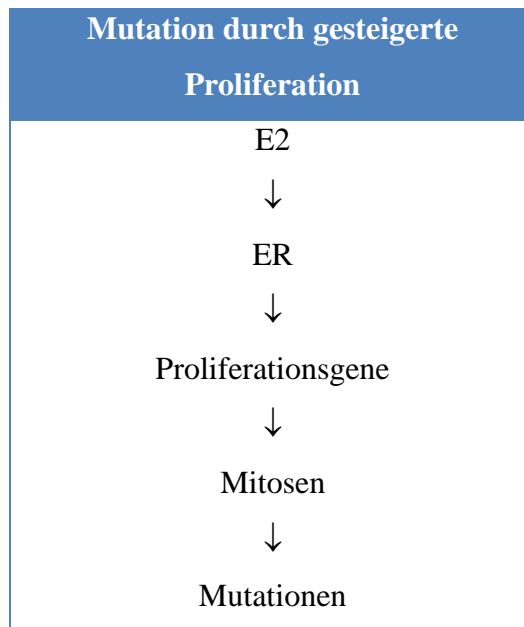 Mutation durch gesteigerte
Proliferation
E2
↓
ER
↓
Proliferationsgene
↓
Mitosen
↓
Mutationen